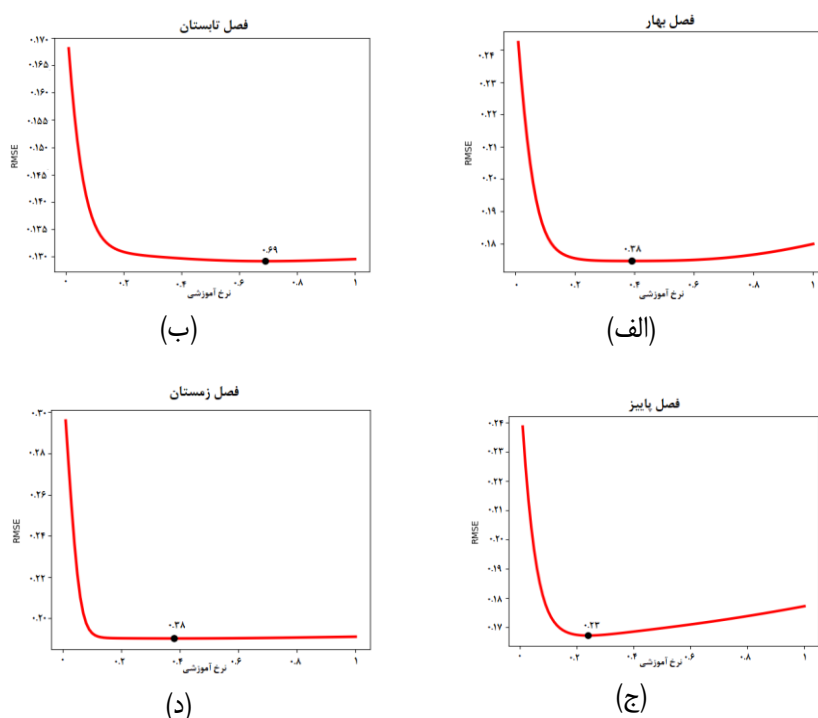 فصل بهار
۰.۲۴
۰.۲۳
۰.۲۲
۰.۲۱
۰.۲۰
۰.۱۹
۰.۱۸
RMSE
۰.۳۸
۰ ۰.۲ ۰.۴ ۰.۶ ۰.۸ ۱
نرخ آموزشی
(الف)
فصل تابستان
۰.۱۷۰
۰.۱۶۵
۰.۱۶۰
۰.۱۵۵
۰.۱۵۰
۰.۱۴۵
۰.۱۴۰
۰.۱۳۵
۰.۱۳۰
RMSE
۰.۶۹
۰ ۰.۲ ۰.۴ ۰.۶ ۰.۸ ۱
نرخ آموزشی
(ب)
فصل پاییز
۰.۲۴
۰.۲۳
۰.۲۲
۰.۲۱
۰.۲۰
۰.۱۹
۰.۱۸
۰.۱۷
RMSE
۰.۲۳
۰ ۰.۲ ۰.۴ ۰.۶ ۰.۸ ۱
نرخ آموزشی
(ج)
فصل زمستان
۰.۳۰
۰.۲۸
۰.۲۶
۰.۲۴
۰.۲۲
۰.۲۰
RMSE
۰.۳۸
۰ ۰.۲ ۰.۴ ۰.۶ ۰.۸ ۱
نرخ آموزشی
(د)